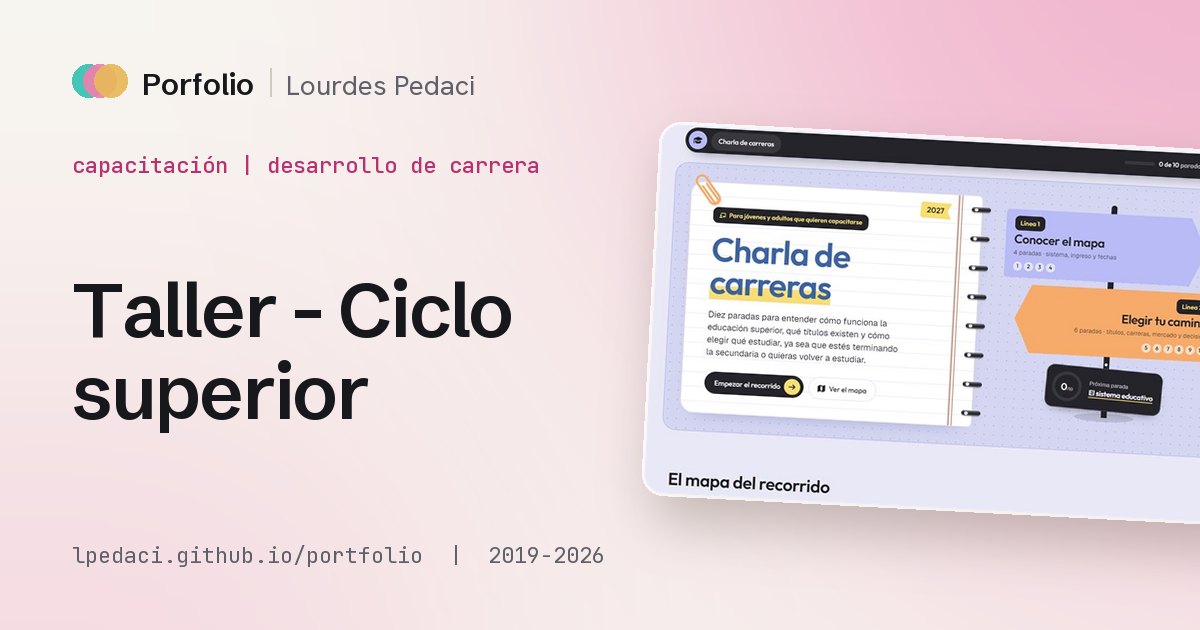 Porfolio | Lourdes Pedaci
capacitación | desarrollo de carrera
Taller - Ciclo
superior
lpedaci.github.io/portfolio | 2019-2026
Charla de carreras
0 de 10
Para jóvenes y adultos que quieren capacitarse
2027
Charla de
carreras
Diez paradas para entender cómo funciona la
educación superior, qué títulos existen y cómo
elegir qué estudiar, ya sea que estés terminando
la secundaria o quieras volver a estudiar.
Empezar el recorrido
Ver el mapa
Línea 1
Conocer el mapa
4 paradas · sistema, ingreso y fechas
1 2 3 4
Línea
Elegir tu
6 paradas · títulos, carreras, mercado y
5 6 7 8 9
0/10
Próxima parada
El sistema educativo
El mapa del recorrido